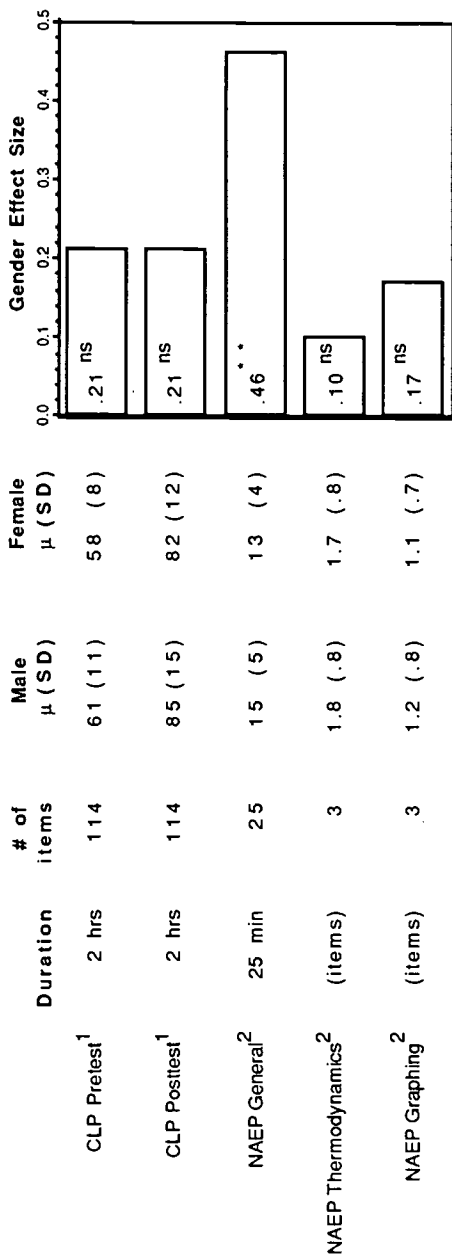 Duration # of items Male μ (SD) Female μ (SD) Gender Effect Size
0.0 0.1 0.2 0.3 0.4 0.5
CLP Pretest1 2 hrs 114 61 (11) 58 (8) .21 ns
CLP Posttest1 2 hrs 114 85 (15) 82 (12) .21 ns
NAEP General2 25 min 25 15 (5) 13 (4) .46 **
NAEP Thermodynamics2 (items) 3 1.8 (.8) 1.7 (.8) .10 ns
NAEP Graphing2 (items) 3 1.2 (.8) 1.1 (.7) .17 ns